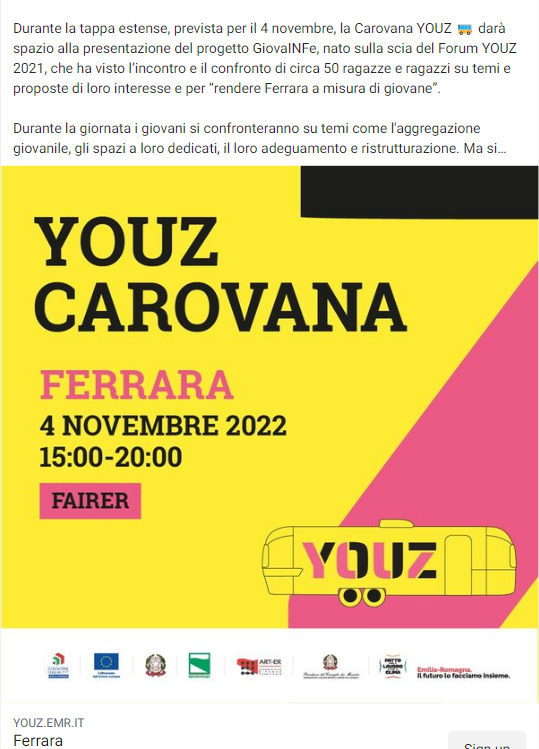 Durante la tappa estense, prevista per il 4 novembre, la Carovana YOUZ 🚌 darà
spazio alla presentazione del progetto GiovaINFe, nato sulla scia del Forum YOUZ
2021, che ha visto l'incontro e il confronto di circa 50 ragazze e ragazzi su temi e
proposte di loro interesse e per “rendere Ferrara a misura di giovane”.
Durante la giornata i giovani si confronteranno su temi come l'aggregazione
giovanile, gli spazi a loro dedicati, il loro adeguamento e ristrutturazione. Ma si...
YOUZ
CAROVANA
FERRARA
4 NOVEMBRE 2022
15:00-20:00
FAIRER
YOUZ
ART-ER
PATTO
LAVORO
CLIMA
Emilia-Romagna.
Il futuro lo facciamo insieme.
YOUZ.EMR.IT
Ferrara
Sign up